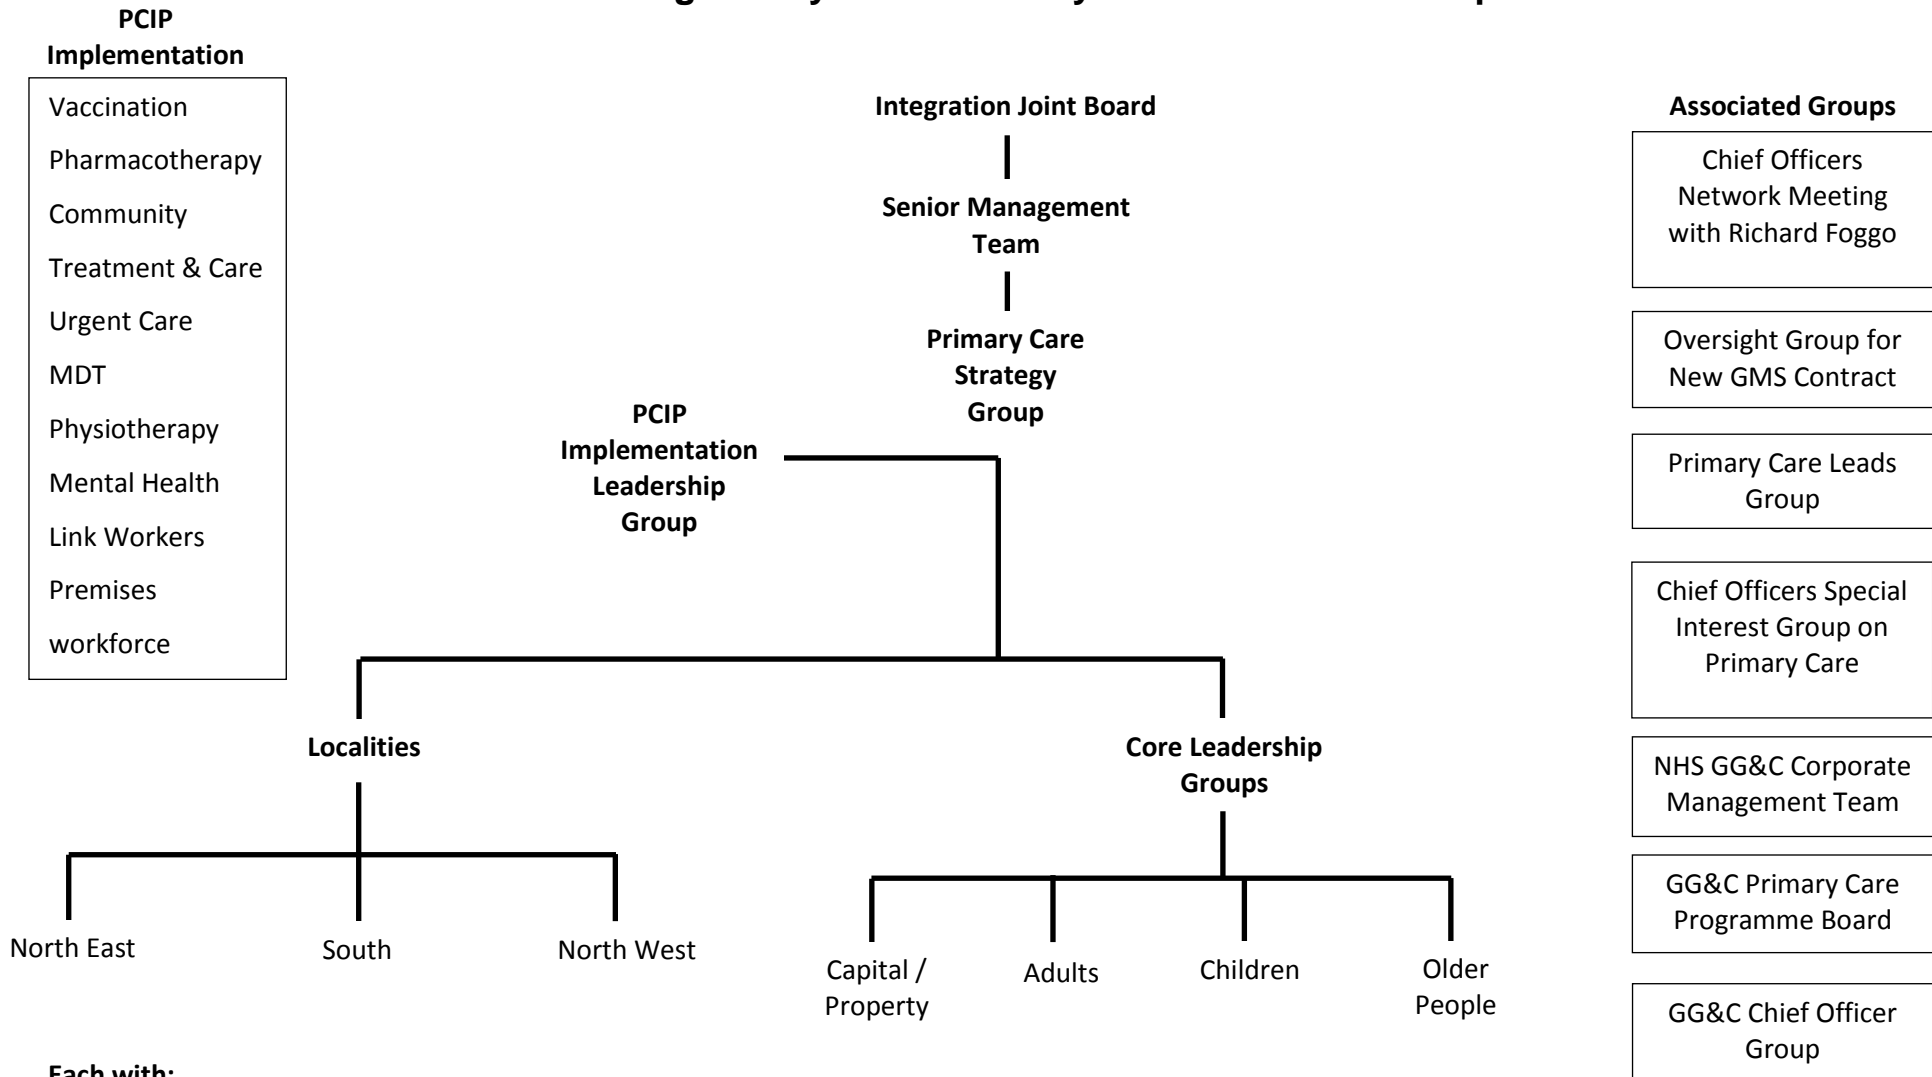 PCIP
Implementation
Vaccination
Pharmacotherapy
Community
Treatment & Care
Urgent Care
MDT
Physiotherapy
Mental Health
Link Workers
Premises
workforce
Integration Joint Board
Senior Management
Team
Primary Care
Strategy
Group
PCIP
Implementation
Leadership
Group
Localities
North East
South
North West
Core Leadership
Groups
Capital /
Property
Adults
Children
Older
People
Associated Groups
Chief Officers
Network Meeting
with Richard Foggo
Oversight Group for
New GMS Contract
Primary Care Leads
Group
Chief Officers Special
Interest Group on
Primary Care
NHS GG&C Corporate
Management Team
GG&C Primary Care
Programme Board
GG&C Chief Officer
Group
Each with: